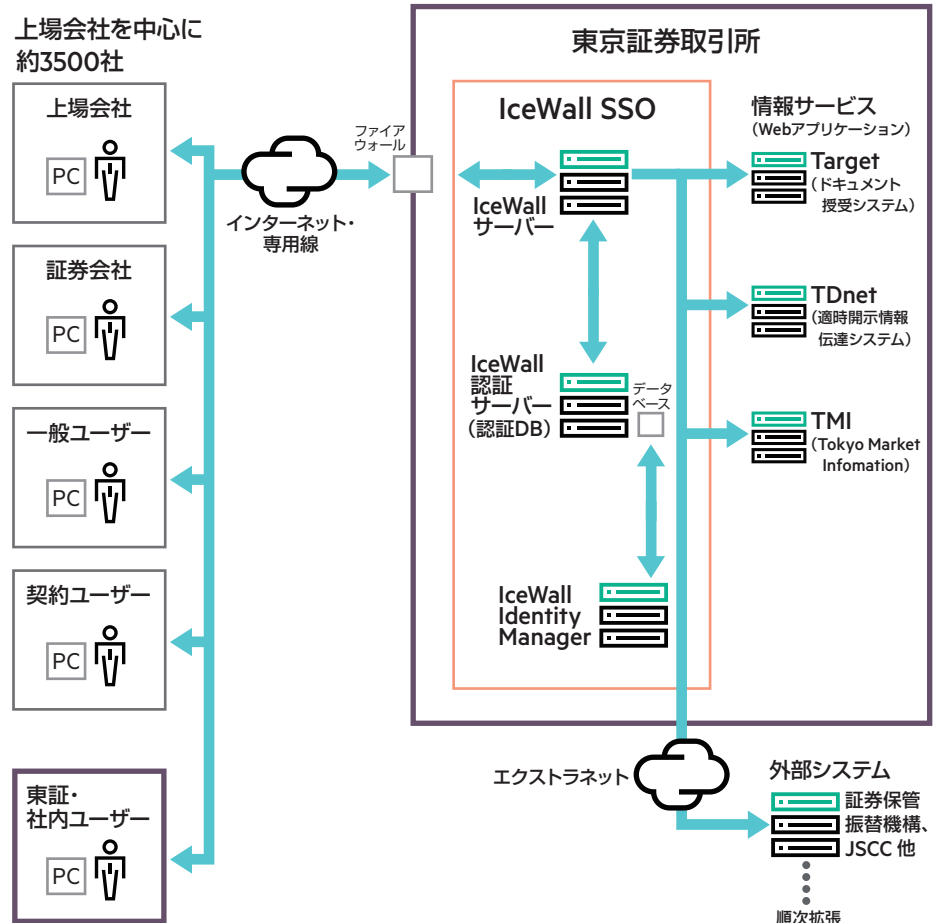 上場会社を中心に
約3500社
上場会社
PC
証券会社
PC
一般ユーザー
PC
契約ユーザー
PC
東証・
社内ユーザー
PC
インターネット・
専用線
ファイア
ウォール
東京証券取引所
IceWall SSO
IceWall
サーバー
IceWall
認証
サーバー
(認証DB)
データ
ベース
IceWall
Identity
Manager
情報サービス
(Webアプリケーション)
Target
(ドキュメント
授受システム)
TDnet
(適時開示情報
伝達システム)
TMI
(Tokyo Market
Infomation)
エクストラネット
外部システム
証券保管
振替機構、
JSCC 他
順次拡張